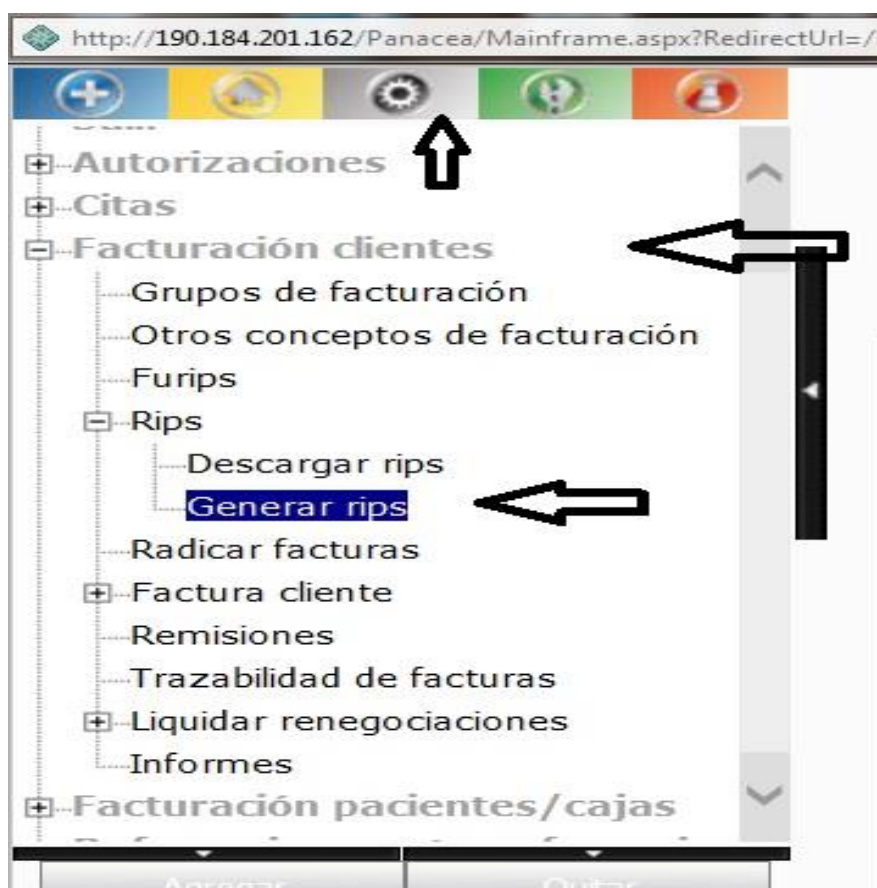 http://190.184.201.162/Panacea/Mainframe.aspx?RedirectUrl=/
Autorizaciones
Citas
Facturación clientes
Grupos de facturación
Otros conceptos de facturación
Furips
Rips
Descargar rips
Generar rips
Radicar facturas
Factura cliente
Remisiones
Trazabilidad de facturas
Liquidar renegociaciones
Informes
Facturación pacientes/cajas